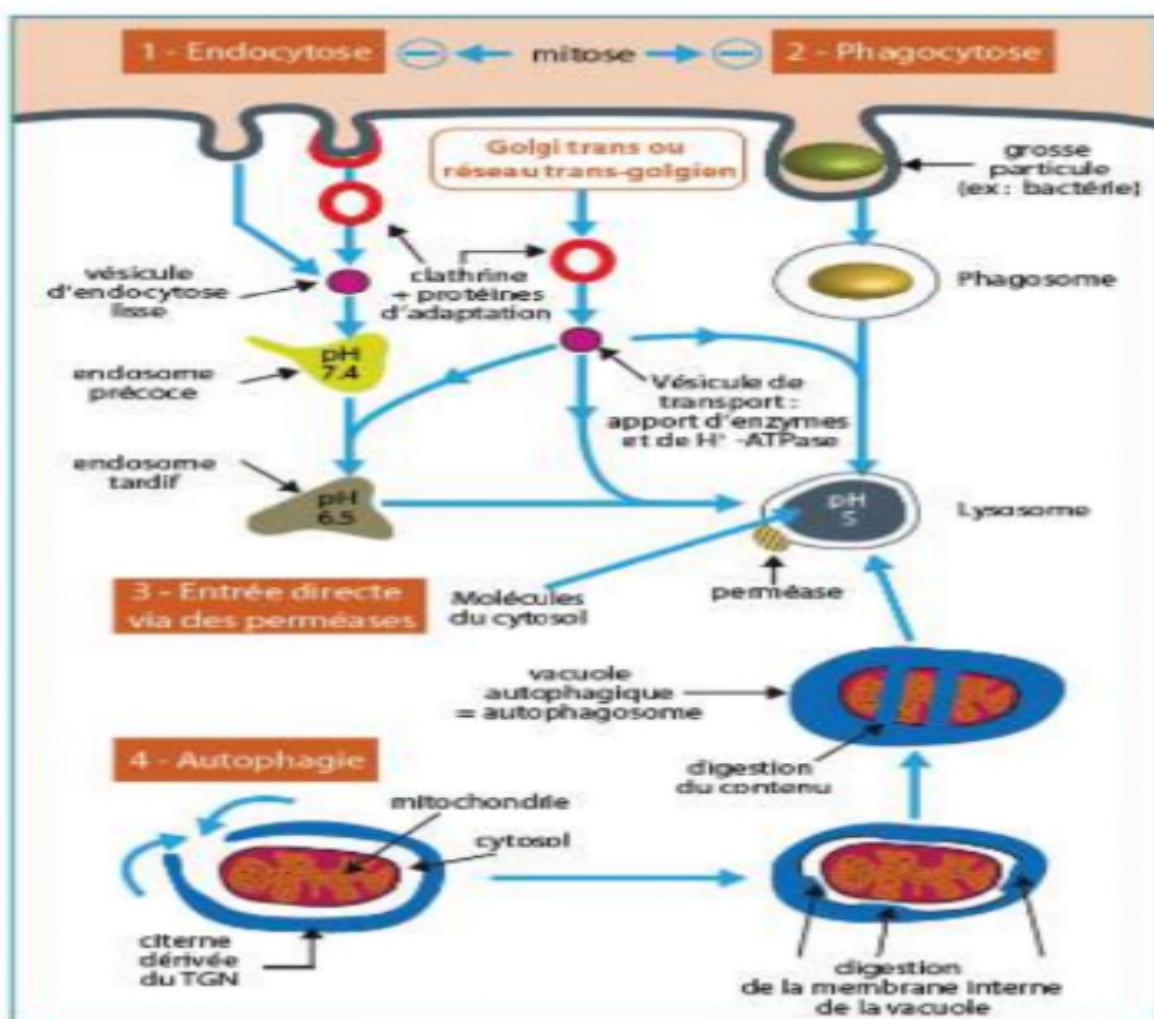 1 - Endocytose
mitose
2 - Phagocytose
Golgi trans ou
réseau trans-golgien
grosse
particule
(ex : bactérie)
vésicule
d'endocytose
lisse
clathrine
+ protéines
d'adaptation
Phagosome
pH
7.4
endosome
précoce
Vésicule de
transport :
apport d'enzymes
et de H⁺ -ATPase
endosome
tardif
pH
6.5
pH
5
Lysosome
3 - Entrée directe
via des perméases
Molécules
du cytosol
perméase
vacuole
autophagique
= autophagosome
4 - Autophagie
digestion
du contenu
mitochondrie
cytosol
citerne
dérivée
du TGN
digestion
de la membrane interne
de la vacuole